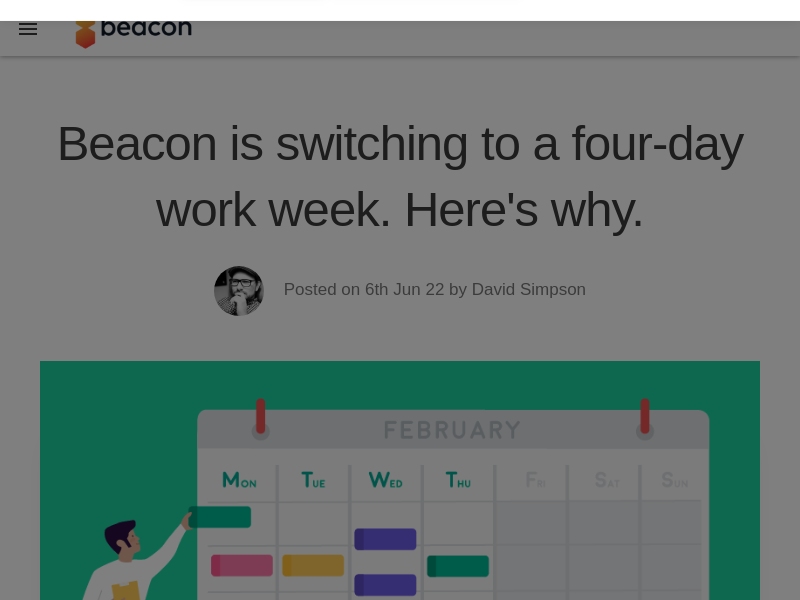 beacon
Beacon is switching to a four-day
work week. Here's why.
Posted on 6th Jun 22 by David Simpson
FEBRUARY
MON TUE WED THU FRI SAT SUN